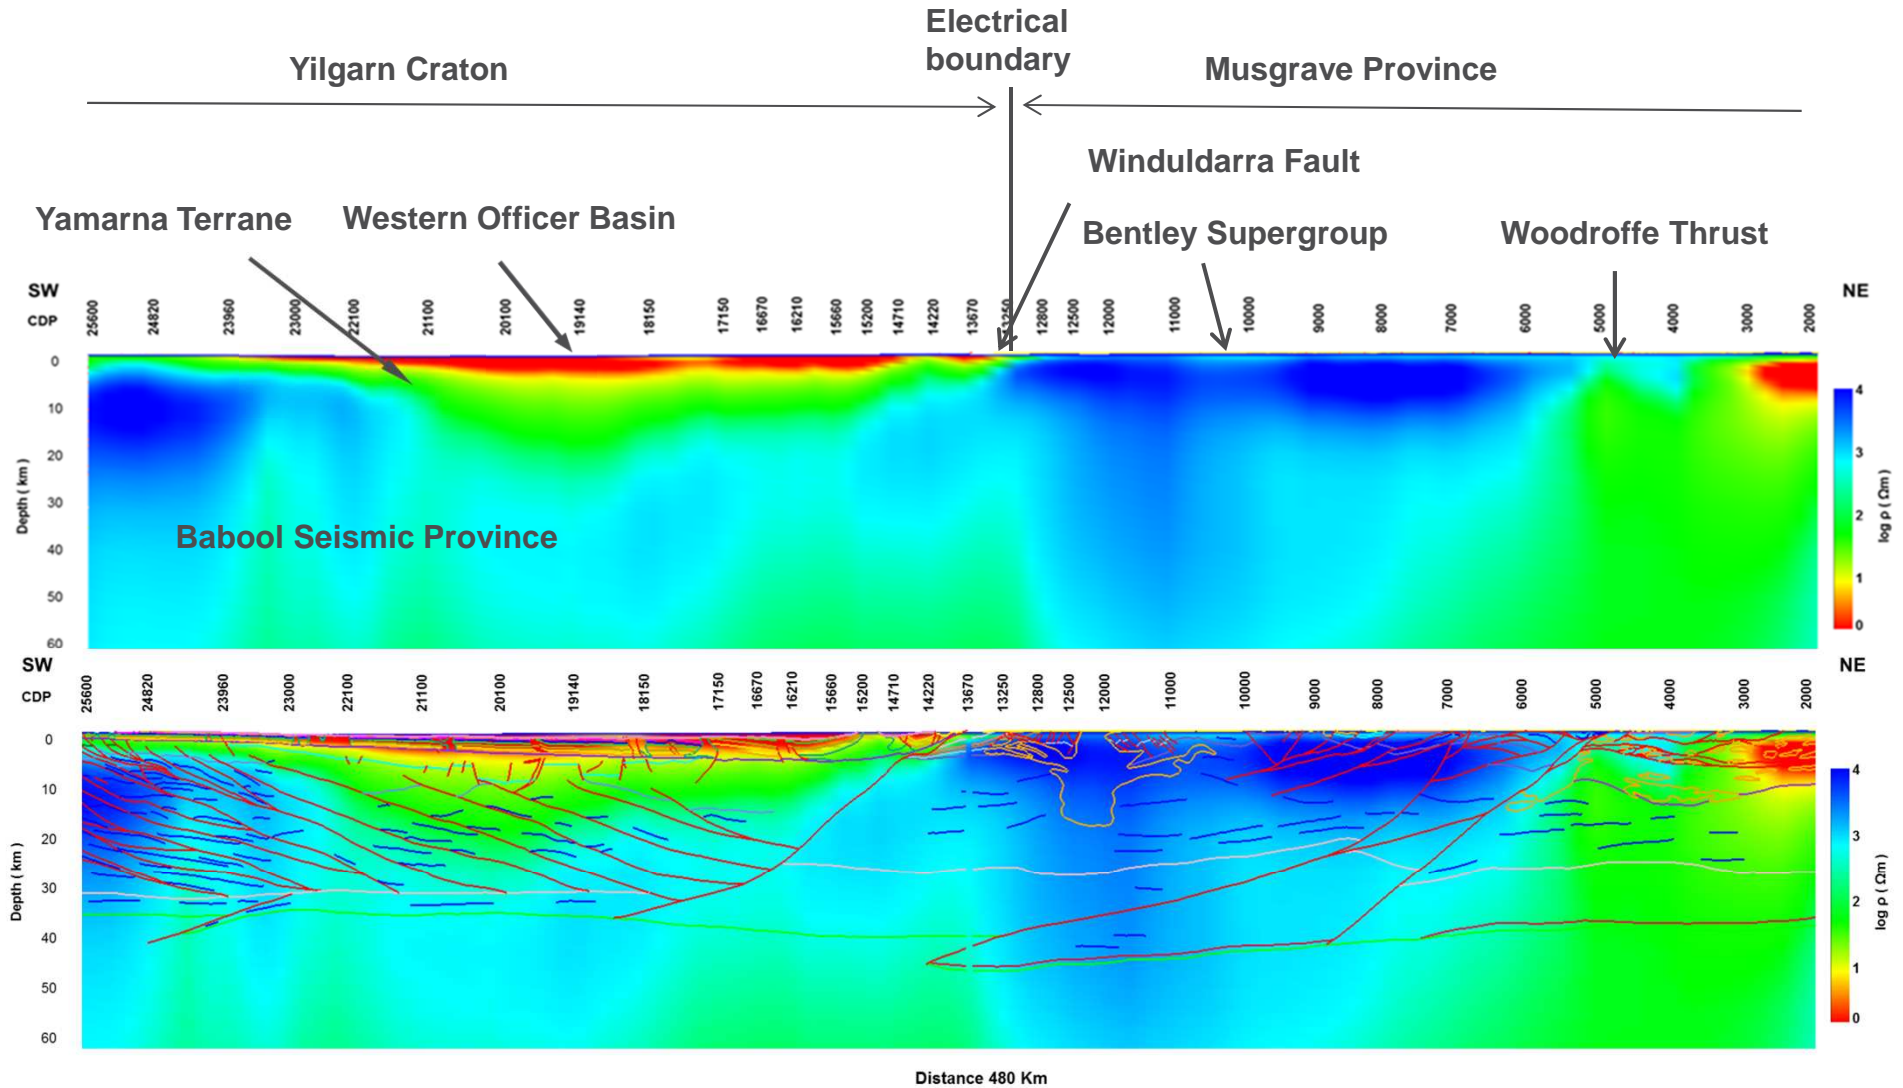 Electrical
boundary
Yilgarn Craton
Musgrave Province
Winduldarra Fault
Yamarna Terrane
Western Officer Basin
Bentley Supergroup
Woodroffe Thrust
SW
NE
CDP
25600 24820 23960 23000 22100 21100 20100 19140 18150 17150 16670 16210 15660 15200 14710 14220 13670 13250 12800 12500 12000 11000 10000 9000 8000 7000 6000 5000 4000 3000 2000
0
10
20
30
40
50
60
Depth ( km )
Babool Seismic Province
4
3
2
1
0
log ρ ( Ωm )
SW
NE
CDP
25600 24820 23960 23000 22100 21100 20100 19140 18150 17150 16670 16210 15660 15200 14710 14220 13670 13250 12800 12500 12000 11000 10000 9000 8000 7000 6000 5000 4000 3000 2000
0
10
20
30
40
50
60
Depth ( km )
4
3
2
1
0
log ρ ( Ωm )
Distance 480 Km